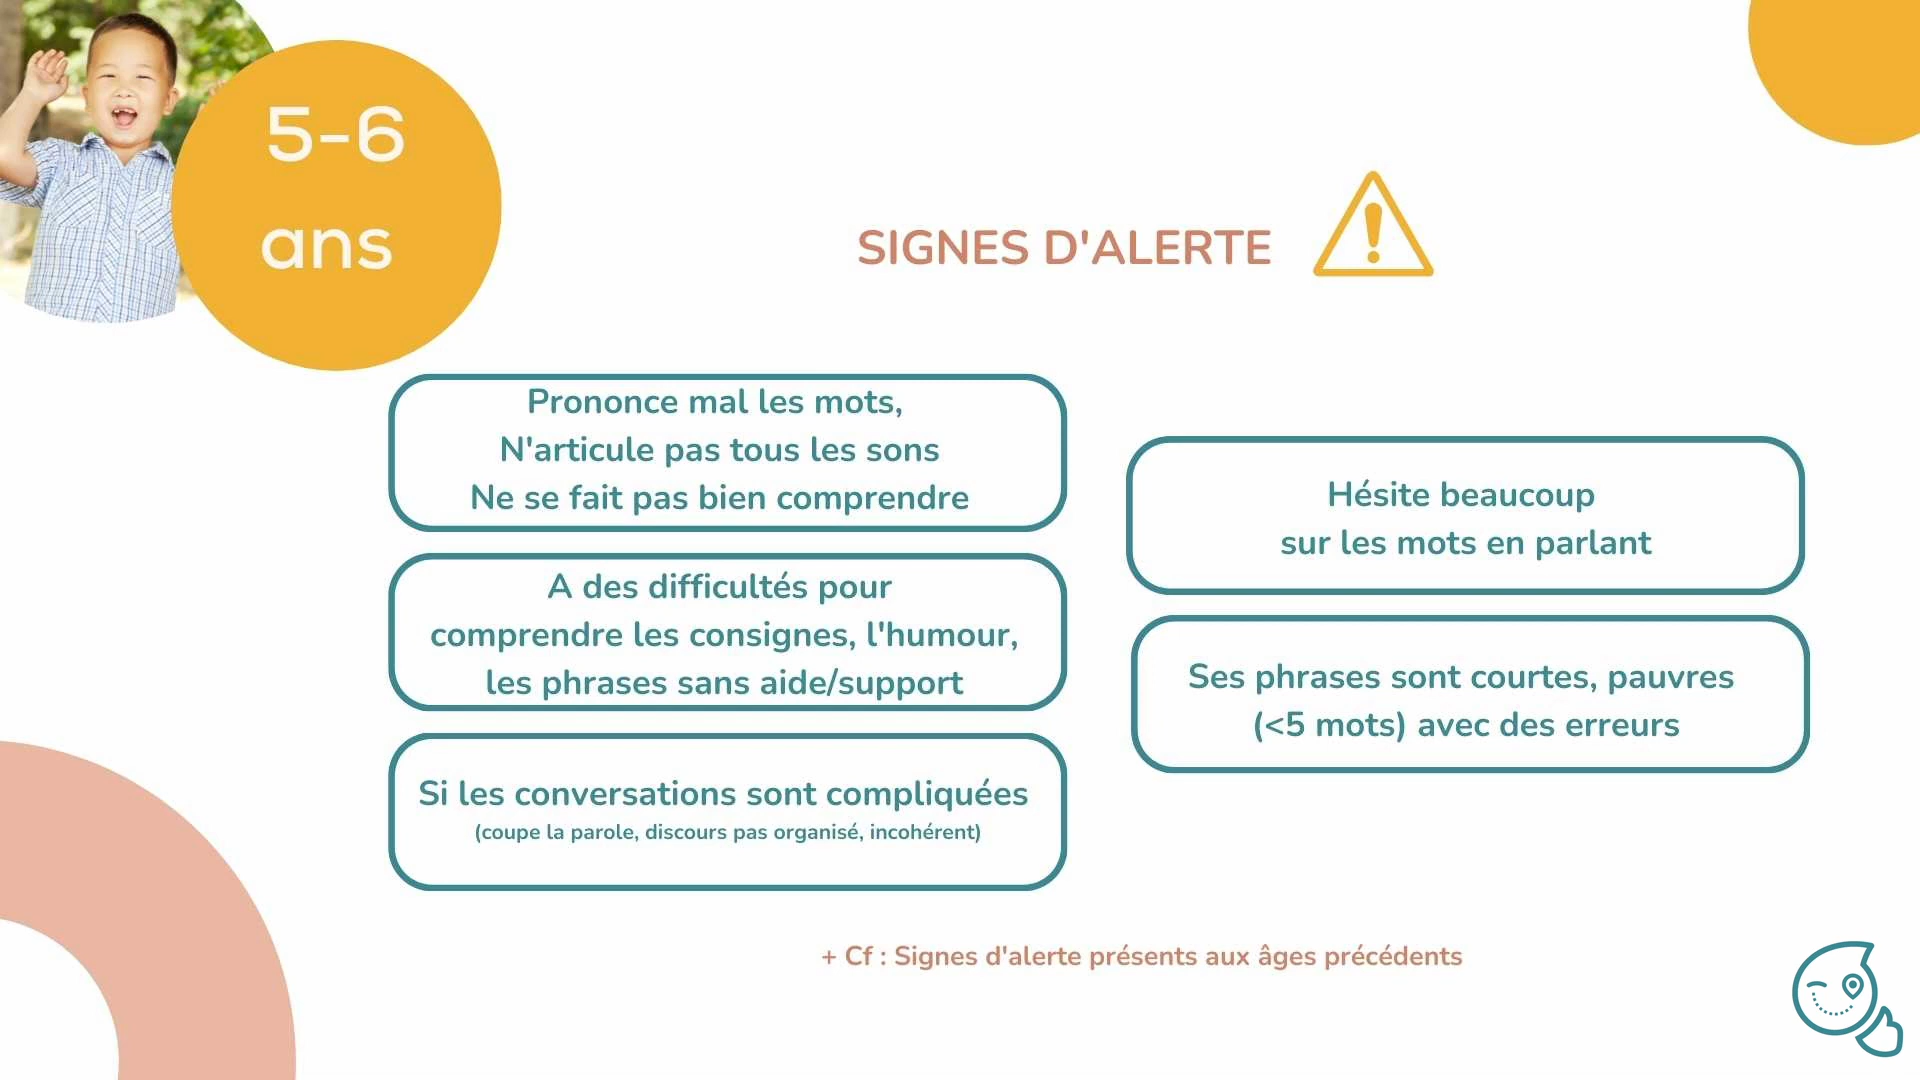 5-6
ans
SIGNES D'ALERTE
Prononce mal les mots,
N'articule pas tous les sons
Ne se fait pas bien comprendre
A des difficultés pour
comprendre les consignes, l'humour,
les phrases sans aide/support
Si les conversations sont compliquées
(coupe la parole, discours pas organisé, incohérent)
Hésite beaucoup
sur les mots en parlant
Ses phrases sont courtes, pauvres
(<5 mots) avec des erreurs
+ Cf : Signes d'alerte présents aux âges précédents